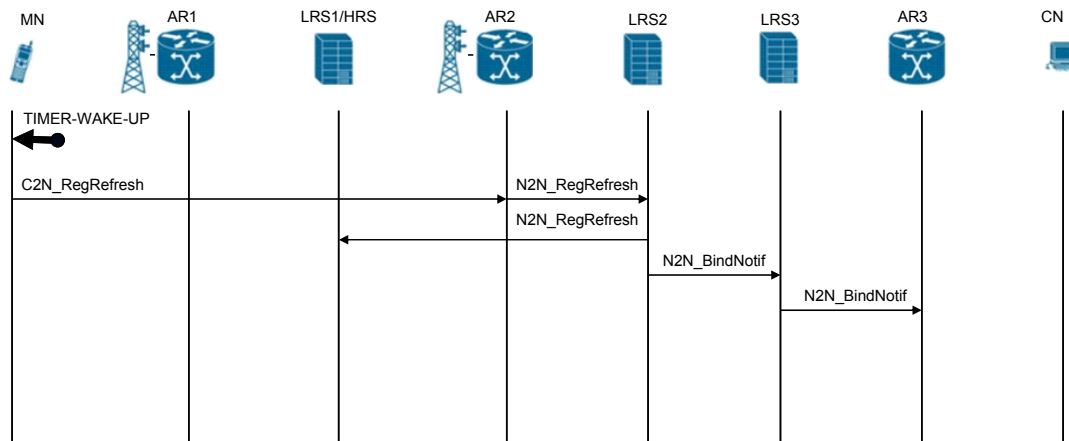 MN
AR1
LRS1/HRS
AR2
LRS2
LRS3
AR3
CN
TIMER-WAKE-UP
C2N_RegRefresh
N2N_RegRefresh
N2N_RegRefresh
N2N_BindNotif
N2N_BindNotif